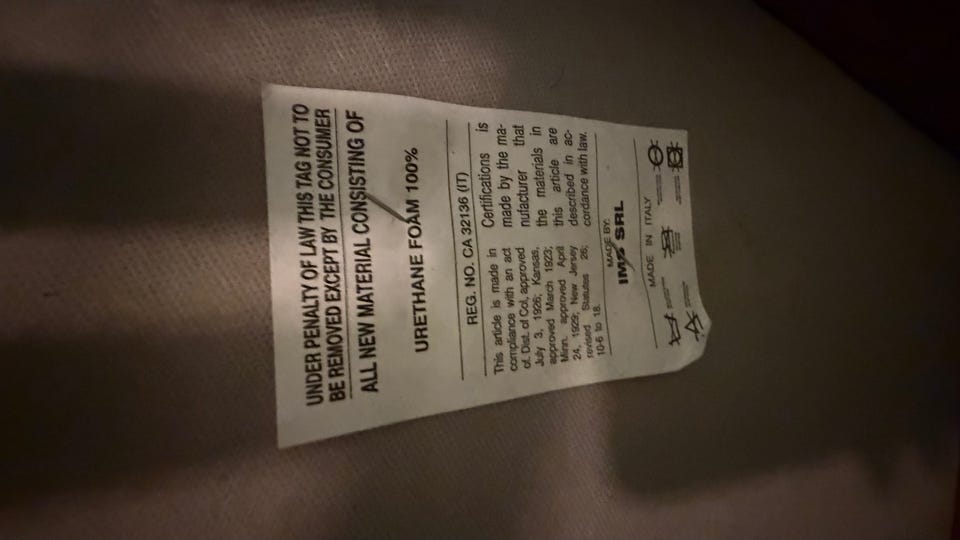 UNDER PENALTY OF LAW THIS TAG NOT TO
BE REMOVED EXCEPT BY THE CONSUMER
ALL NEW MATERIAL CONSISTING OF
URETHANE FOAM 100%
REG. NO. CA 32136 (IT)
This article is made in
compliance with an act
of. Dist. of Col, approved
July 3, 1926; Kansas,
approved March 1923;
Minn. approved April
24, 1929; New Jersey
revised Statutes 26;
10-6 to 18.
Certifications is
made by the ma-
nufacturer that
the materials in
this article are
described in ac-
cordance with law.
MADE BY:
IMS SRL
MADE IN ITALY